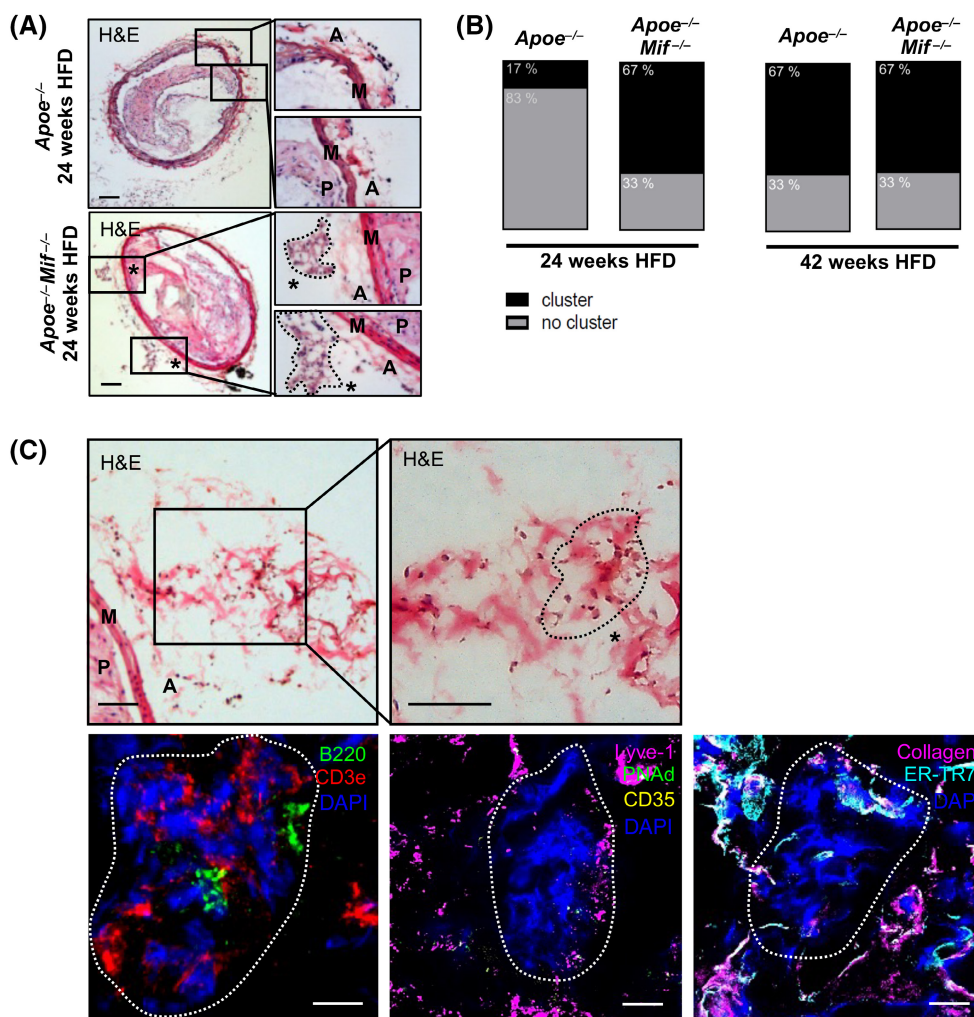 (A)
Apoe–/–
24 weeks HFD
H&E
A
M
M
P
A
Apoe–/–Mif–/–
24 weeks HFD
H&E
*
*
M
P
*
A
M
P
A
*
(B)
Apoe–/–
Apoe–/–
Mif–/–
Apoe–/–
Apoe–/–
Mif–/–
17 %
83 %
67 %
33 %
67 %
33 %
67 %
33 %
24 weeks HFD
42 weeks HFD
cluster
no cluster
(C)
H&E
M
P
A
H&E
*
B220
CD3e
DAPI
Lyve-1
PNAd
CD35
DAPI
Collagen
ER-TR7
DAPI